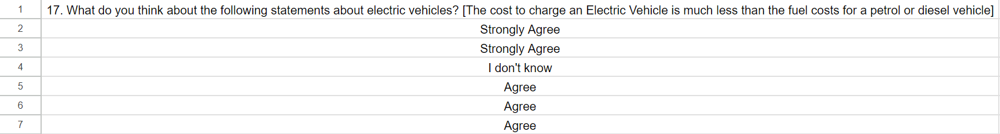 1 17. What do you think about the following statements about electric vehicles? [The cost to charge an Electric Vehicle is much less than the fuel costs for a petrol or diesel vehicle]
2 Strongly Agree
3 Strongly Agree
4 I don't know
5 Agree
6 Agree
7 Agree